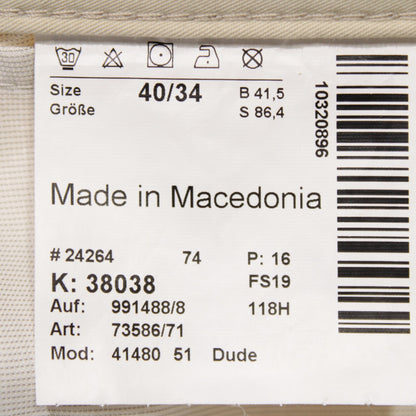 30
Size 40/34 B 41,5
Größe S 86,4
10320896
Made in Macedonia
# 24264 74 P: 16
K: 38038 FS19
Auf: 991488/8 118H
Art: 73586/71
Mod: 41480 51 Dude